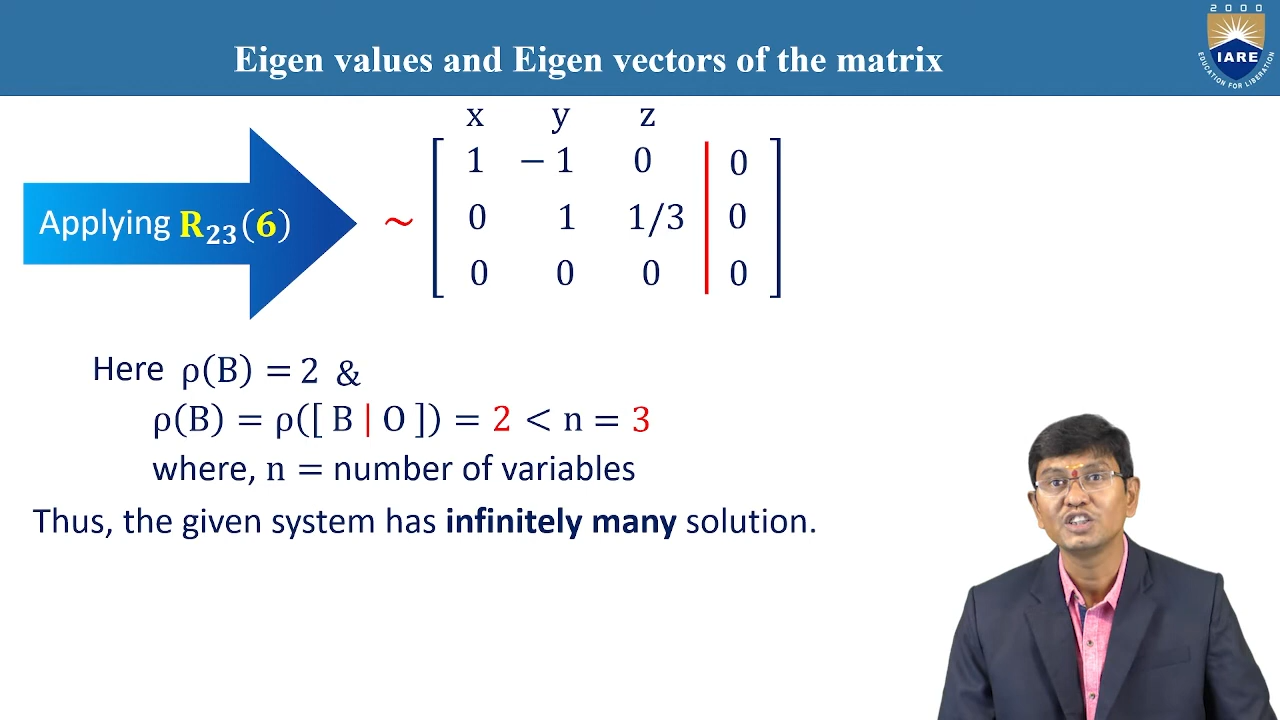 2000
IARE
EDUCATION FOR LIBERATION
Eigen values and Eigen vectors of the matrix
x y z
Applying R₂₃(6)
~ [ 1 − 1 0 | 0 ]
0 1 1/3 | 0
0 0 0 | 0
Here ρ(B) = 2 &
ρ(B) = ρ([ B | O ]) = 2 < n = 3
where, n = number of variables
Thus, the given system has infinitely many solution.